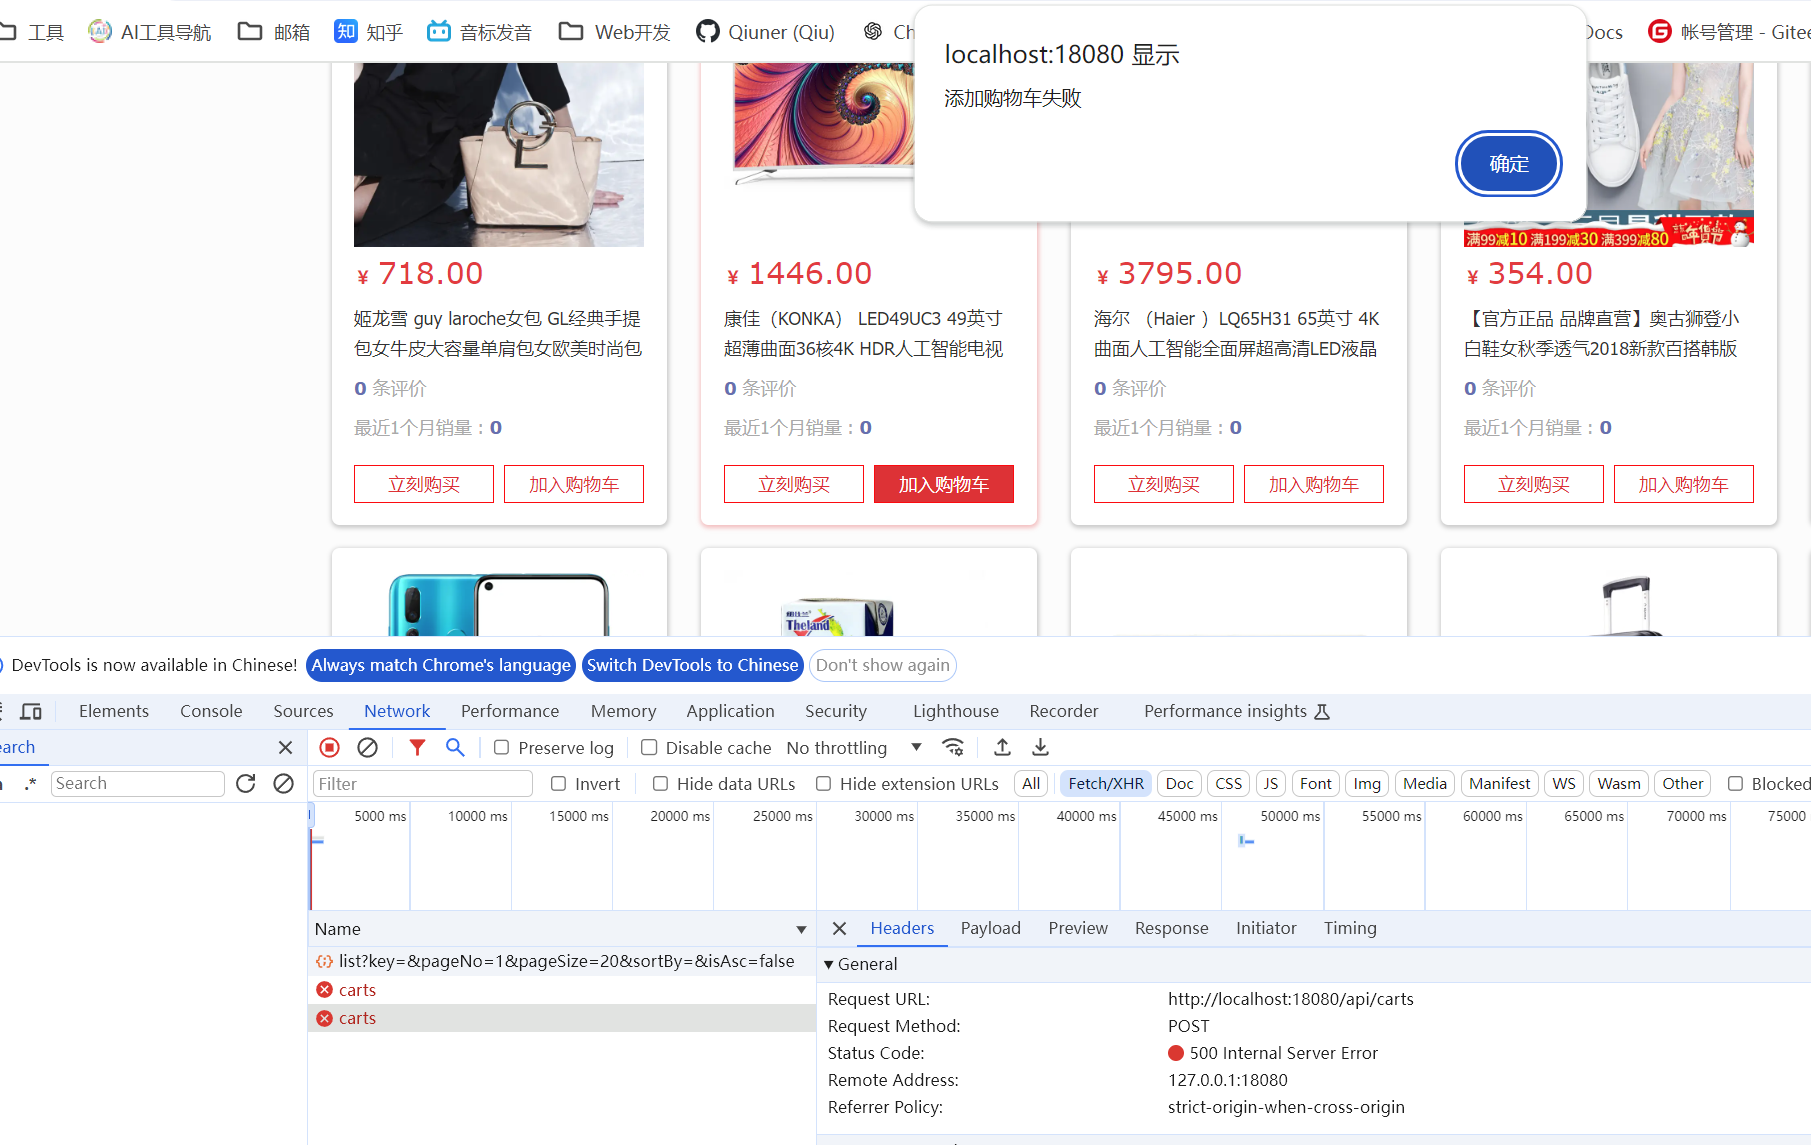 工具
AI工具导航
邮箱
知 知乎
音标发音
Web开发
Qiuner (Qiu)
Ch
Docs
帐号管理 - Gitee
localhost:18080 显示
添加购物车失败
确定
满99减10 满199减30 满399减80
年货节
¥ 718.00
¥ 1446.00
¥ 3795.00
¥ 354.00
姬龙雪 guy laroche女包 GL经典手提
包女牛皮大容量单肩包女欧美时尚包
康佳（KONKA） LED49UC3 49英寸
超薄曲面36核4K HDR人工智能电视
海尔 （Haier ）LQ65H31 65英寸 4K
曲面人工智能全面屏超高清LED液晶
【官方正品 品牌直营】奥古狮登小
白鞋女秋季透气2018新款百搭韩版
0 条评价
0 条评价
0 条评价
0 条评价
最近1个月销量：0
最近1个月销量：0
最近1个月销量：0
最近1个月销量：0
立刻购买
加入购物车
立刻购买
加入购物车
立刻购买
加入购物车
立刻购买
加入购物车
Theland
DevTools is now available in Chinese!
Always match Chrome's language
Switch DevTools to Chinese
Don't show again
Elements
Console
Sources
Network
Performance
Memory
Application
Security
Lighthouse
Recorder
Performance insights
earch
Preserve log
Disable cache
No throttling
.*
Search
Filter
Invert
Hide data URLs
Hide extension URLs
All
Fetch/XHR
Doc
CSS
JS
Font
Img
Media
Manifest
WS
Wasm
Other
Blocked
5000 ms
10000 ms
15000 ms
20000 ms
25000 ms
30000 ms
35000 ms
40000 ms
45000 ms
50000 ms
55000 ms
60000 ms
65000 ms
70000 ms
75000
Name
Headers
Payload
Preview
Response
Initiator
Timing
list?key=&pageNo=1&pageSize=20&sortBy=&isAsc=false
carts
carts
General
Request URL:
http://localhost:18080/api/carts
Request Method:
POST
Status Code:
500 Internal Server Error
Remote Address:
127.0.0.1:18080
Referrer Policy:
strict-origin-when-cross-origin